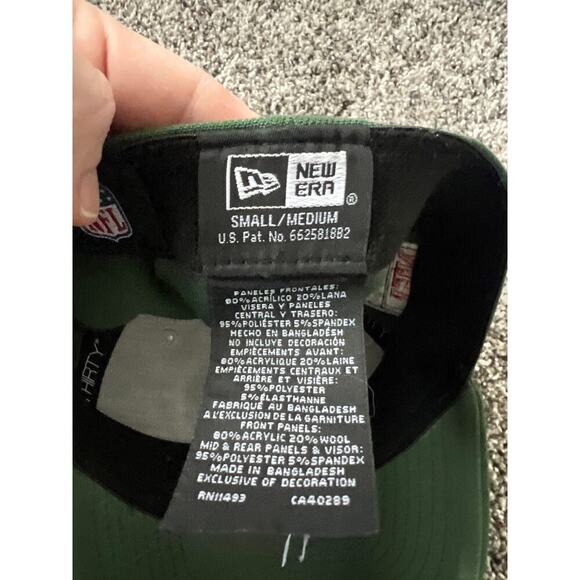 NEW
ERA
®
SMALL/MEDIUM
U.S. Pat. No. 6625818B2
NFL
PANELES FRONTALES:
80%ACRÍLICO 20%LANA
VISERA Y PANELES
CENTRAL Y TRASERO:
95%POLIÉSTER 5%SPANDEX
HECHO EN BANGLADÉSH
NO INCLUYE DECORACIÓN
EMPIÈCEMENTS AVANT:
80%ACRYLIQUE 20%LAINE
EMPIÈCEMENTS CENTRAUX ET
ARRIÈRE ET VISIÈRE:
95%POLYESTER
5%ÉLASTHANNE
FABRIQUÉ AU BANGLADESH
A L'EXCLUSION DE LA GARNITURE
FRONT PANELS:
80%ACRYLIC 20%WOOL
MID & REAR PANELS & VISOR:
95%POLYESTER 5%SPANDEX
MADE IN BANGLADESH
EXCLUSIVE OF DECORATION
RN11493 CA40289
HIRTY